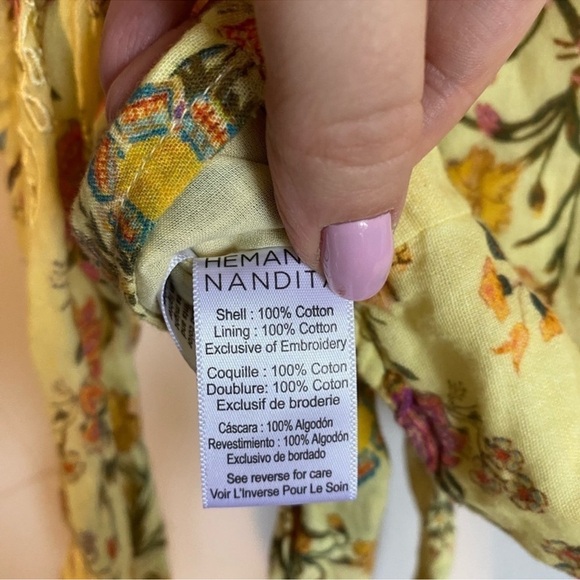 HEMAN
NANDITA
Shell : 100% Cotton
Lining : 100% Cotton
Exclusive of Embroidery
Coquille : 100% Coton
Doublure: 100% Coton
Exclusif de broderie
Cáscara : 100% Algodón
Revestimiento : 100% Algodón
Exclusivo de bordado
See reverse for care
Voir L'Inverse Pour Le Soin